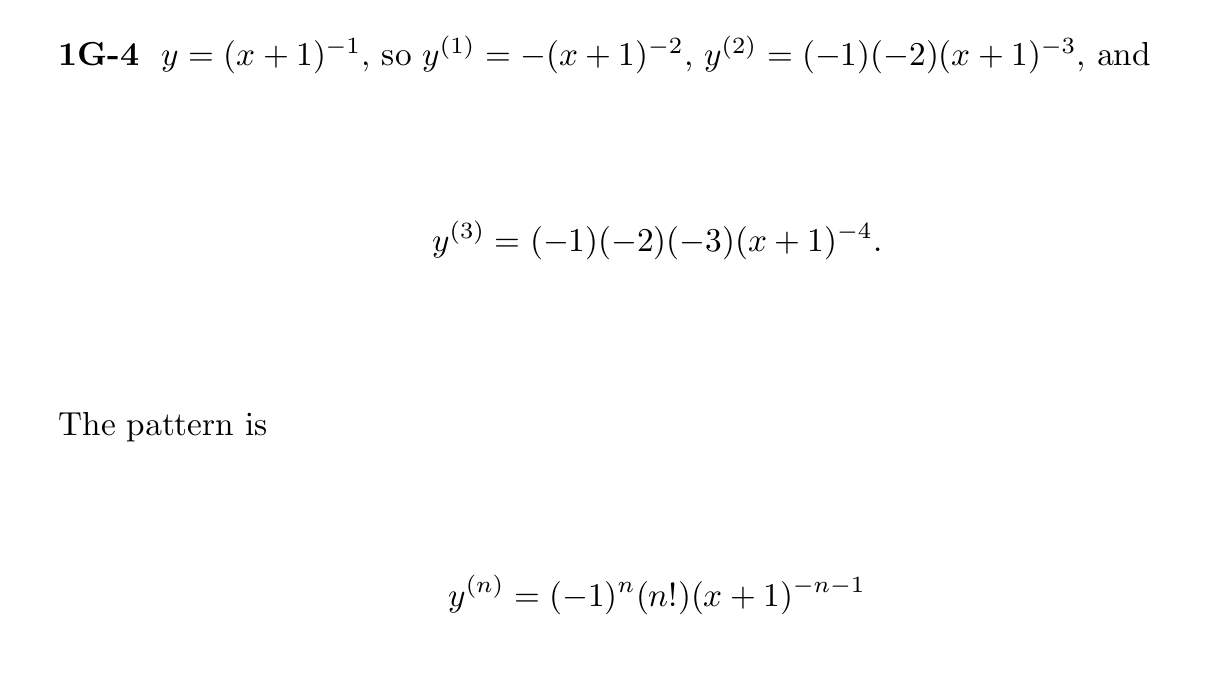 1G-4 y = (x + 1)⁻¹, so y⁽¹⁾ = −(x + 1)⁻², y⁽²⁾ = (−1)(−2)(x + 1)⁻³, and
y⁽³⁾ = (−1)(−2)(−3)(x + 1)⁻⁴.
The pattern is
y⁽ⁿ⁾ = (−1)ⁿ(n!)(x + 1)⁻ⁿ⁻¹